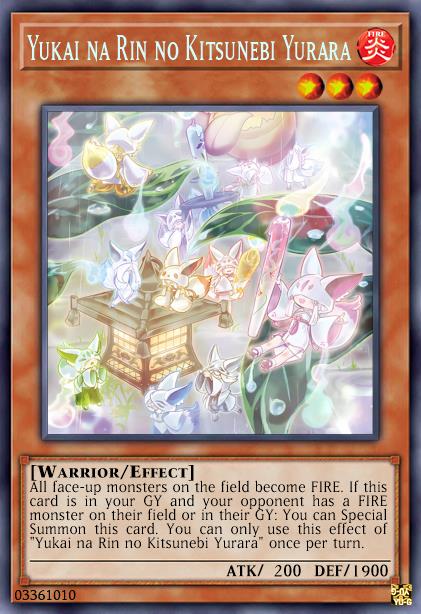 YUKAI NA RIN NO KITSUNEBI YURARA
FIRE
炎
[WARRIOR/EFFECT]
All face-up monsters on the field become FIRE. If this
card is in your GY and your opponent has a FIRE
monster on their field or in their GY: You can Special
Summon this card. You can only use this effect of
"Yukai na Rin no Kitsunebi Yurara" once per turn.
ATK/ 200 DEF/1900
03361010